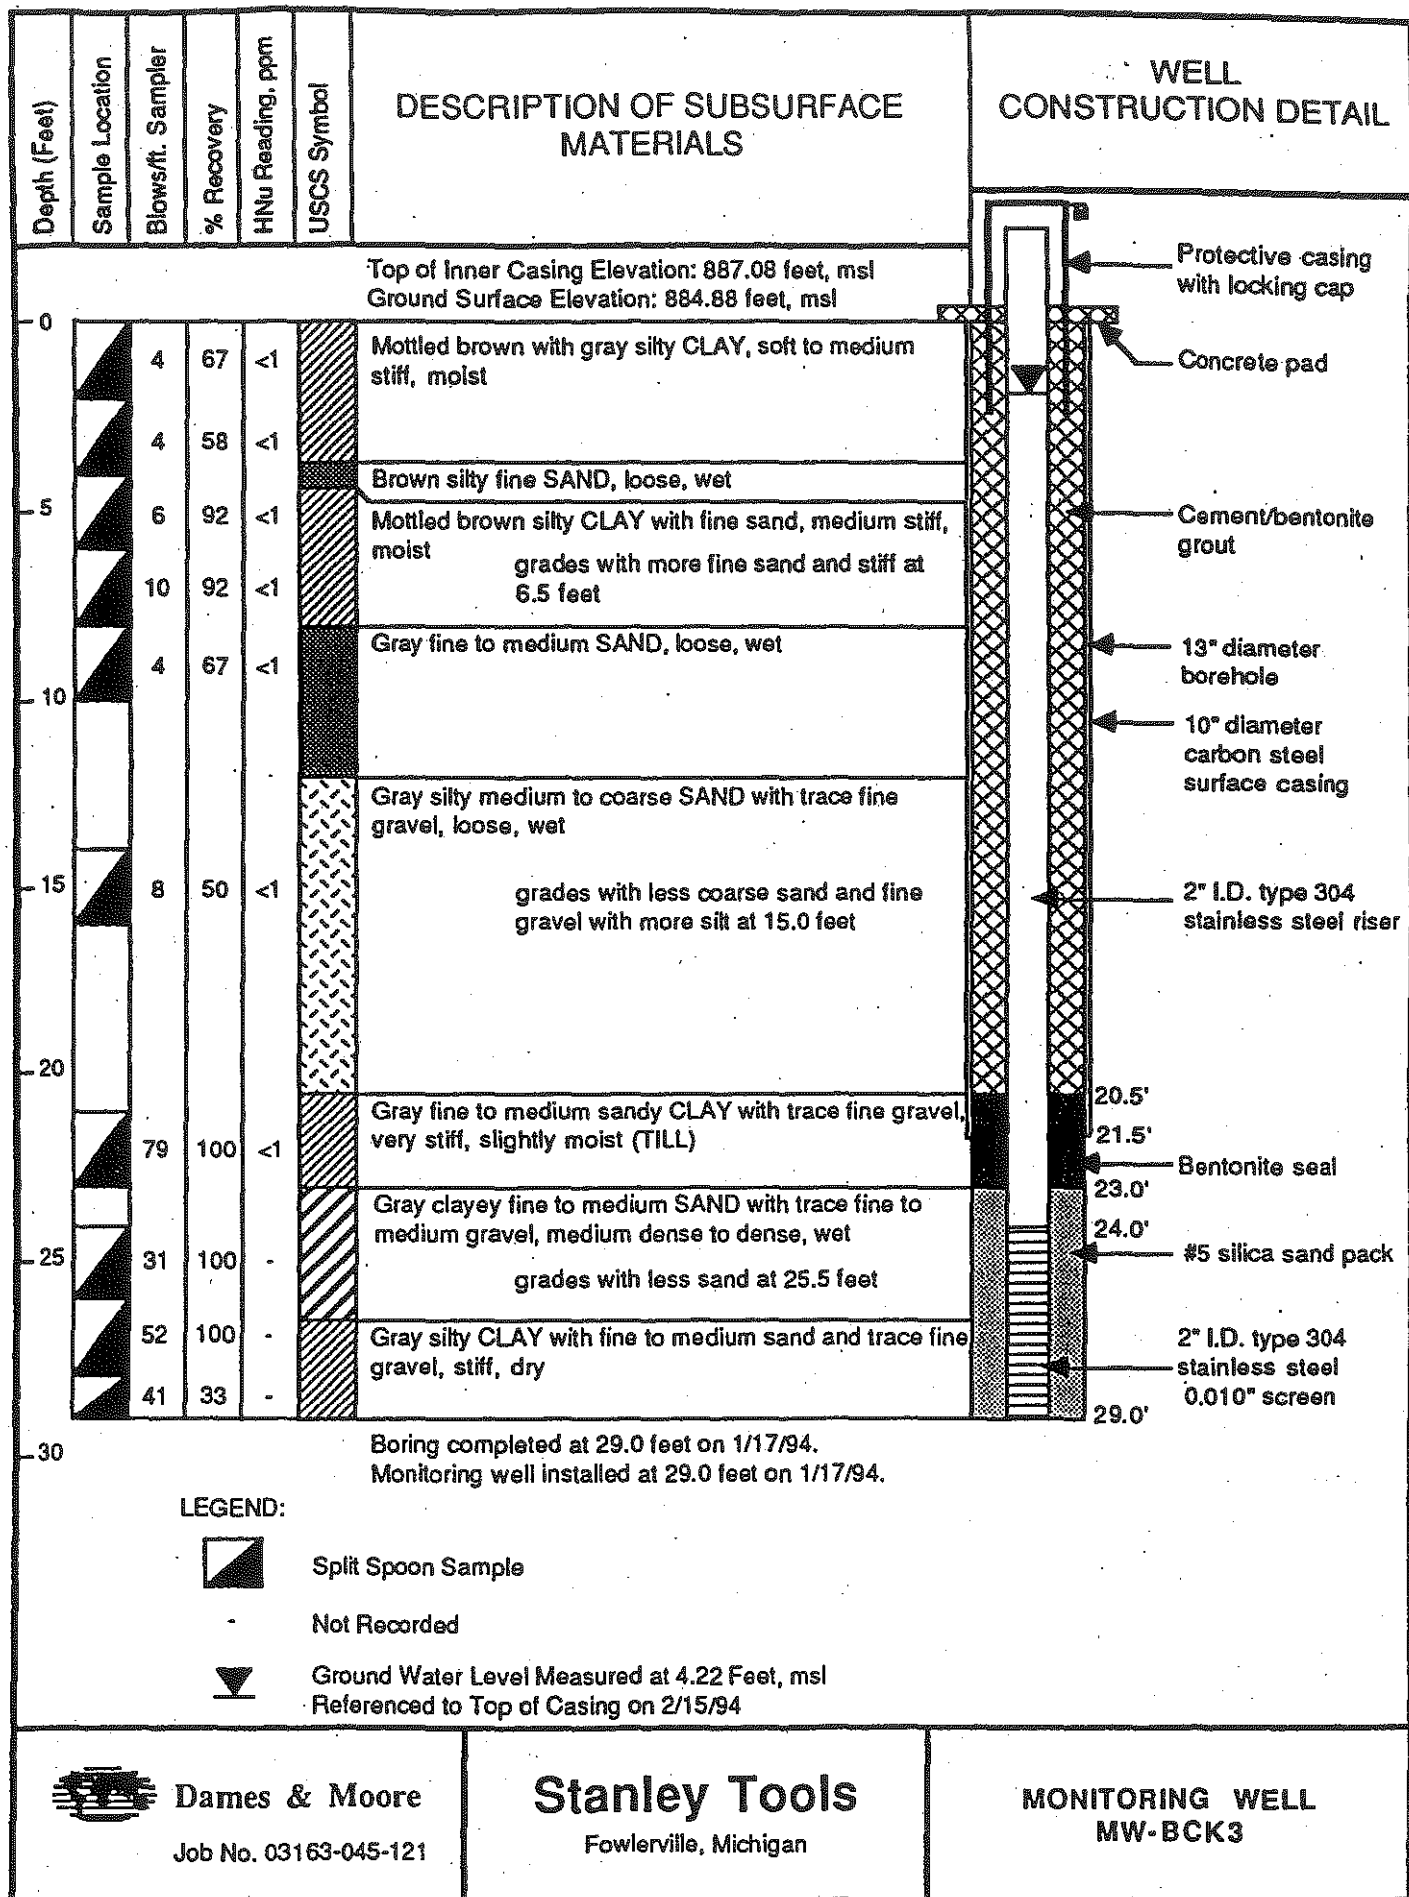 Depth (Feet)
Sample Location
Blows/ft. Sampler
% Recovery
HNu Reading, ppm
USCS Symbol
DESCRIPTION OF SUBSURFACE
MATERIALS
WELL
CONSTRUCTION DETAIL
Top of Inner Casing Elevation: 887.08 feet, msl
Ground Surface Elevation: 884.88 feet, msl
Protective casing
with locking cap
0
4 67 <1
Mottled brown with gray silty CLAY, soft to medium
stiff, moist
Concrete pad
4 58 <1
Brown silty fine SAND, loose, wet
5
6 92 <1
Mottled brown silty CLAY with fine sand, medium stiff,
moist
Cement/bentonite
grout
10 92 <1
grades with more fine sand and stiff at
6.5 feet
4 67 <1
Gray fine to medium SAND, loose, wet
13" diameter
borehole
10
10" diameter
carbon steel
surface casing
Gray silty medium to coarse SAND with trace fine
gravel, loose, wet
15
8 50 <1
grades with less coarse sand and fine
gravel with more silt at 15.0 feet
2" I.D. type 304
stainless steel riser
20
20.5'
Gray fine to medium sandy CLAY with trace fine gravel,
very stiff, slightly moist (TILL)
79 100 <1
21.5'
Bentonite seal
23.0'
Gray clayey fine to medium SAND with trace fine to
medium gravel, medium dense to dense, wet
24.0'
25
31 100 -
grades with less sand at 25.5 feet
#5 silica sand pack
52 100 -
Gray silty CLAY with fine to medium sand and trace fine
gravel, stiff, dry
2" I.D. type 304
stainless steel
0.010" screen
41 33 -
29.0'
30
Boring completed at 29.0 feet on 1/17/94.
Monitoring well installed at 29.0 feet on 1/17/94.
LEGEND:
Split Spoon Sample
- Not Recorded
Ground Water Level Measured at 4.22 Feet, msl
Referenced to Top of Casing on 2/15/94
Dames & Moore
Job No. 03163-045-121
Stanley Tools
Fowlerville, Michigan
MONITORING WELL
MW-BCK3